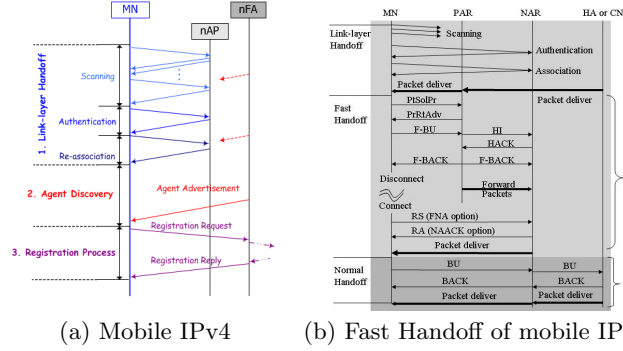 MN
nAP
nFA
1. Link-layer Handoff
Scanning
Authentication
Re-association
2. Agent Discovery
Agent Advertisement
3. Registration Process
Registration Request
Registration Reply
(a) Mobile IPv4
MN PAR NAR HA or CN
Link-layer
Handoff
Scanning
Authentication
Association
Packet deliver
Packet deliver
Fast
Handoff
PtSolPr
PrRtAdv
F-BU HI
HACK
F-BACK F-BACK
Disconnect
Forward
Packets
Connect
RS (FNA option)
RA (NAACK option)
Packet deliver
Normal
Handoff
BU BU
BACK BACK
Packet deliver Packet deliver
(b) Fast Handoff of mobile IP